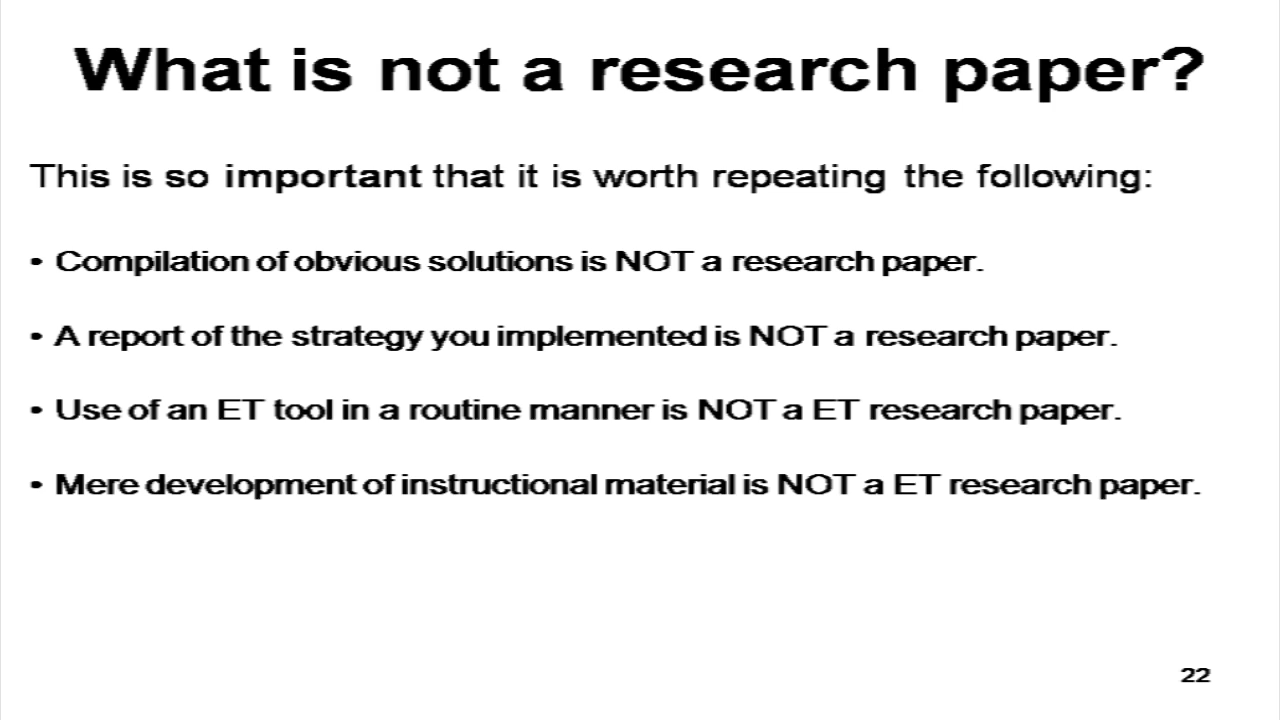 What is not a research paper?
This is so important that it is worth repeating the following:
• Compilation of obvious solutions is NOT a research paper.
• A report of the strategy you implemented is NOT a research paper.
• Use of an ET tool in a routine manner is NOT a ET research paper.
• Mere development of instructional material is NOT a ET research paper.
22